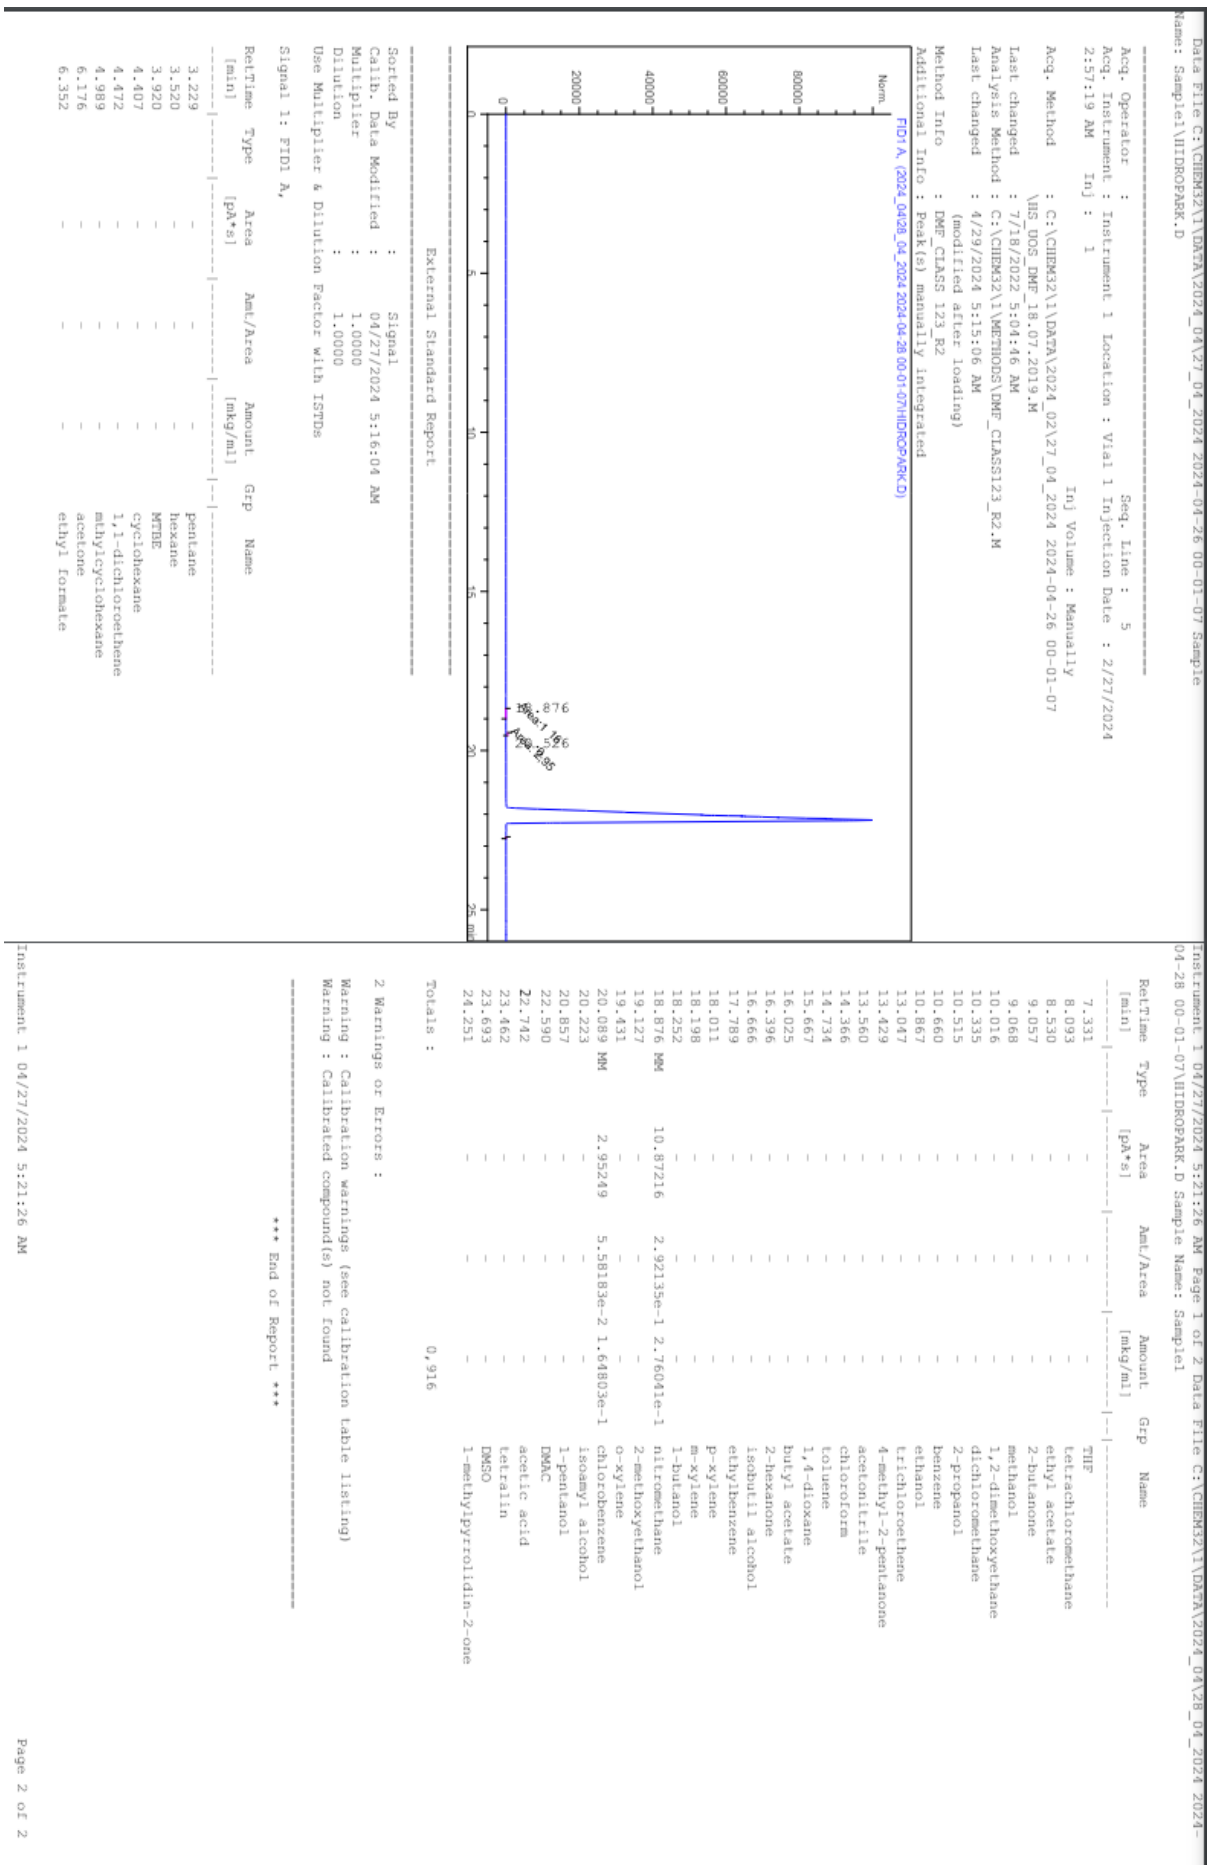 Data File C:\CHEM32\1\DATA\2024_04\27_04_2024 2024-04-26 00-01-07 Sample
Name: Sample1\HIDROPARK.D
Acq. Operator : Seq. Line : 5
Acq. Instrument : Instrument 1 Location : Vial 1 Injection Date : 2/27/2024
2:57:19 AM Inj : 1
Inj Volume : Manually
Acq. Method : C:\CHEM32\1\DATA\2024_02\27_04_2024 2024-04-26 00-01-07
\HS_UOS_DMF_18.07.2019.M
Last changed : 7/18/2022 5:04:46 AM
Analysis Method : C:\CHEM32\1\METHODS\DMF_CLASS123_R2.M
Last changed : 4/29/2024 5:15:06 AM
(modified after loading)
Method Info : DMF_CLASS 123_R2
Additional Info : Peak(s) manually integrated
FID1 A, (2024_04\28_04_2024 2024-04-28 00-01-07\HIDROPARK.D)
Norm.
80000
60000
40000
20000
0
0 5 10 15 20 25 min
External Standard Report
Sorted By : Signal
Calib. Data Modified : 04/27/2024 5:16:04 AM
Multiplier : 1.0000
Dilution : 1.0000
Use Multiplier & Dilution Factor with ISTDs
Signal 1: FID1 A,
RetTime Type Area Amt/Area Amount Grp Name
[min] [pA*s] [mkg/ml]
3.229 - - - pentane
3.520 - - - hexane
3.920 - - - MTBE
4.407 - - - cyclohexane
4.472 - - - 1,1-dichloroethene
4.989 - - - mthylcyclohexane
6.176 - - - acetone
6.352 - - - ethyl formate
Instrument 1 04/27/2024 5:21:26 AM Page 1 of 2 Data File C:\CHEM32\1\DATA\2024_04\28_04_2024 2024-
04-28 00-01-07\HIDROPARK.D Sample Name: Sample1
RetTime Type Area Amt/Area Amount Grp Name
[min] [pA*s] [mkg/ml]
7.331 - - - THF
8.093 - - - tetrachloromethane
8.530 - - - ethyl acetate
9.057 - - - 2-butanone
9.068 - - - methanol
10.016 - - - 1,2-dimethoxyethane
10.335 - - - dichloromethane
10.515 - - - 2-propanol
10.660 - - - benzene
10.867 - - - ethanol
13.047 - - - trichloroethene
13.429 - - - 4-methyl-2-pentanone
13.560 - - - acetonitrile
14.366 - - - chloroform
14.734 - - - toluene
15.667 - - - 1,4-dioxane
16.025 - - - butyl acetate
16.396 - - - 2-hexanone
16.666 - - - isobutil alcohol
17.789 - - - ethylbenzene
18.011 - - - p-xylene
18.198 - - - m-xylene
18.252 - - - 1-butanol
18.876 MM 10.87216 2.92135e-1 2.76041e-1 nitromethane
19.127 - - - 2-methoxyethanol
19.431 - - - o-xylene
20.089 MM 2.95249 5.58183e-2 1.64803e-1 chlorobenzene
20.223 - - - isoamyl alcohol
20.857 - - - 1-pentanol
22.590 - - - DMAC
22.742 - - - acetic acid
23.462 - - - tetralin
23.693 - - - DMSO
24.251 - - - 1-methylpyrrolidin-2-one
Totals : 0,916
2 Warnings or Errors :
Warning : Calibration warnings (see calibration table listing)
Warning : Calibrated compound(s) not found
*** End of Report ***
Instrument 1 04/27/2024 5:21:26 AM Page 2 of 2